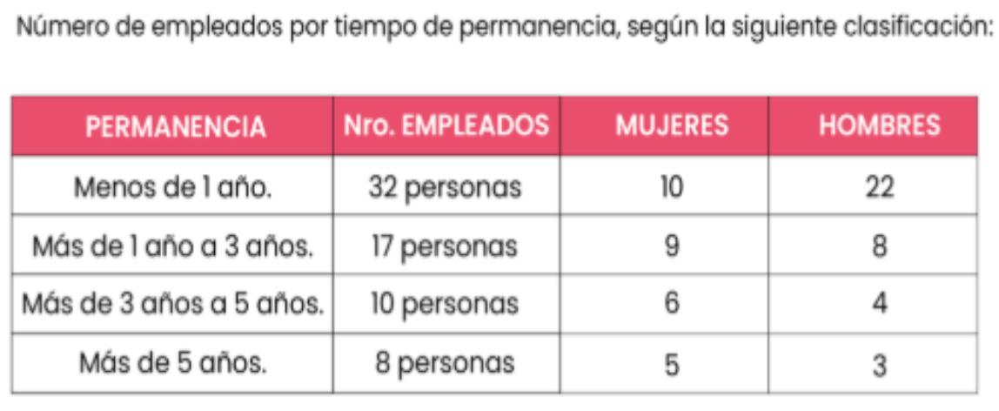 Número de empleados por tiempo de permanencia, según la siguiente clasificación:
PERMANENCIA Nro. EMPLEADOS MUJERES HOMBRES
Menos de 1 año. 32 personas 10 22
Más de 1 año a 3 años. 17 personas 9 8
Más de 3 años a 5 años. 10 personas 6 4
Más de 5 años. 8 personas 5 3